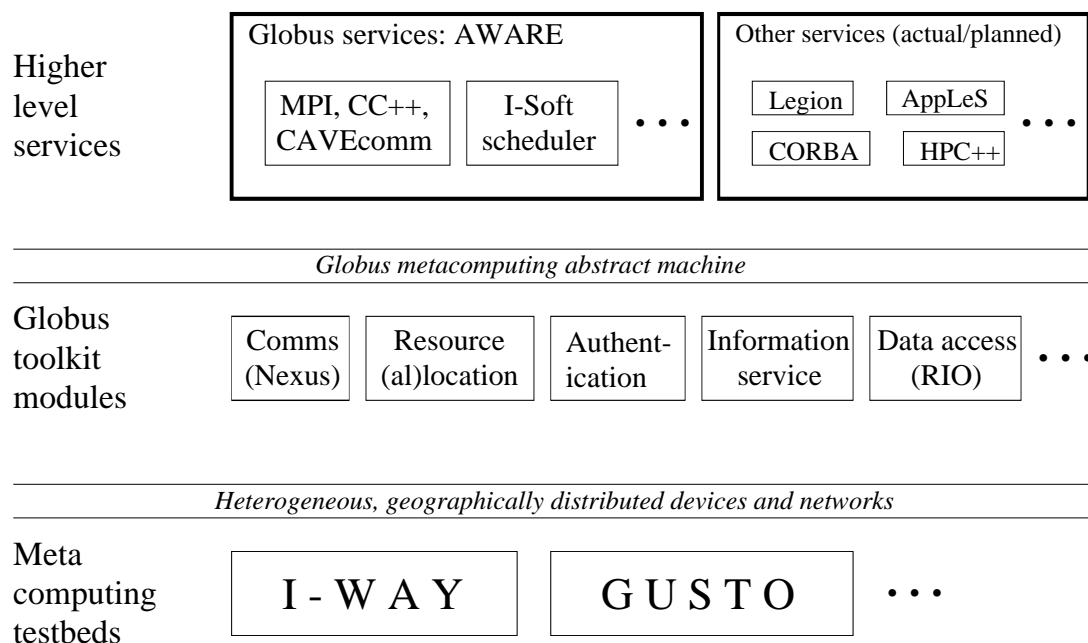 Higher
level
services
Globus services: AWARE
MPI, CC++,
CAVEcomm
I-Soft
scheduler
• • •
Other services (actual/planned)
Legion
AppLeS
CORBA
HPC++
• • •
Globus metacomputing abstract machine
Globus
toolkit
modules
Comms
(Nexus)
Resource
(al)location
Authent-
ication
Information
service
Data access
(RIO)
• • •
Heterogeneous, geographically distributed devices and networks
Meta
computing
testbeds
I - W A Y
G U S T O
• • •